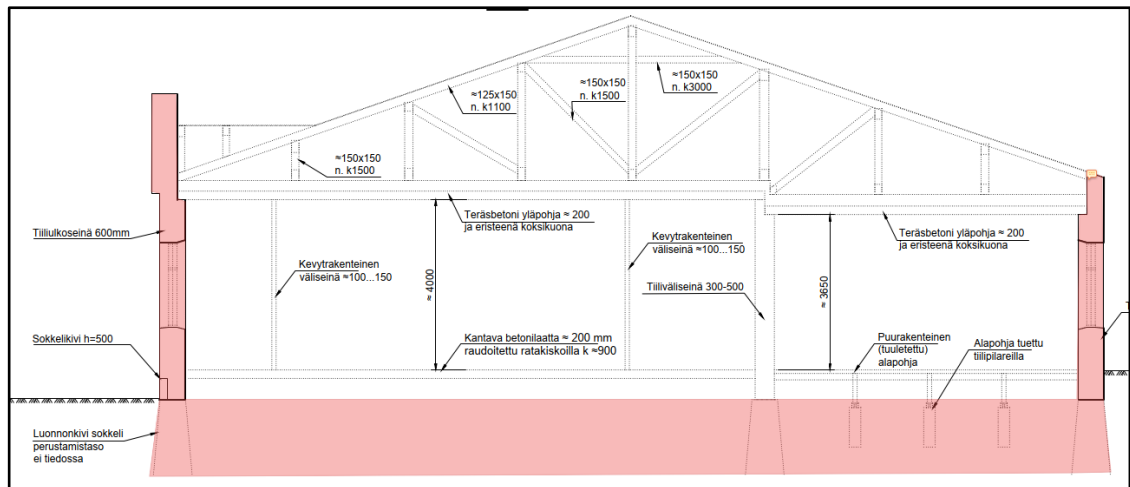 ≈150x150
n. k3000
≈150x150
n. k1500
≈125x150
n. k1100
≈150x150
n. k1500
Teräsbetoni yläpohja ≈ 200
ja eristeenä koksikuona
Teräsbetoni yläpohja ≈ 200
ja eristeenä koksikuona
Tiiliulkoseinä 600mm
Kevytrakenteinen
väliseinä ≈100...150
≈ 4000
Kevytrakenteinen
väliseinä ≈100...150
Tiiliväliseinä 300-500
≈ 3650
T
Sokkelikivi h=500
Kantava betonilaatta ≈ 200 mm
raudoitettu ratakiskoilla k ≈900
Puurakenteinen
(tuuletettu)
alapohja
Alapohja tuettu
tiilipilareilla
Luonnonkivi sokkeli
perustamistaso
ei tiedossa